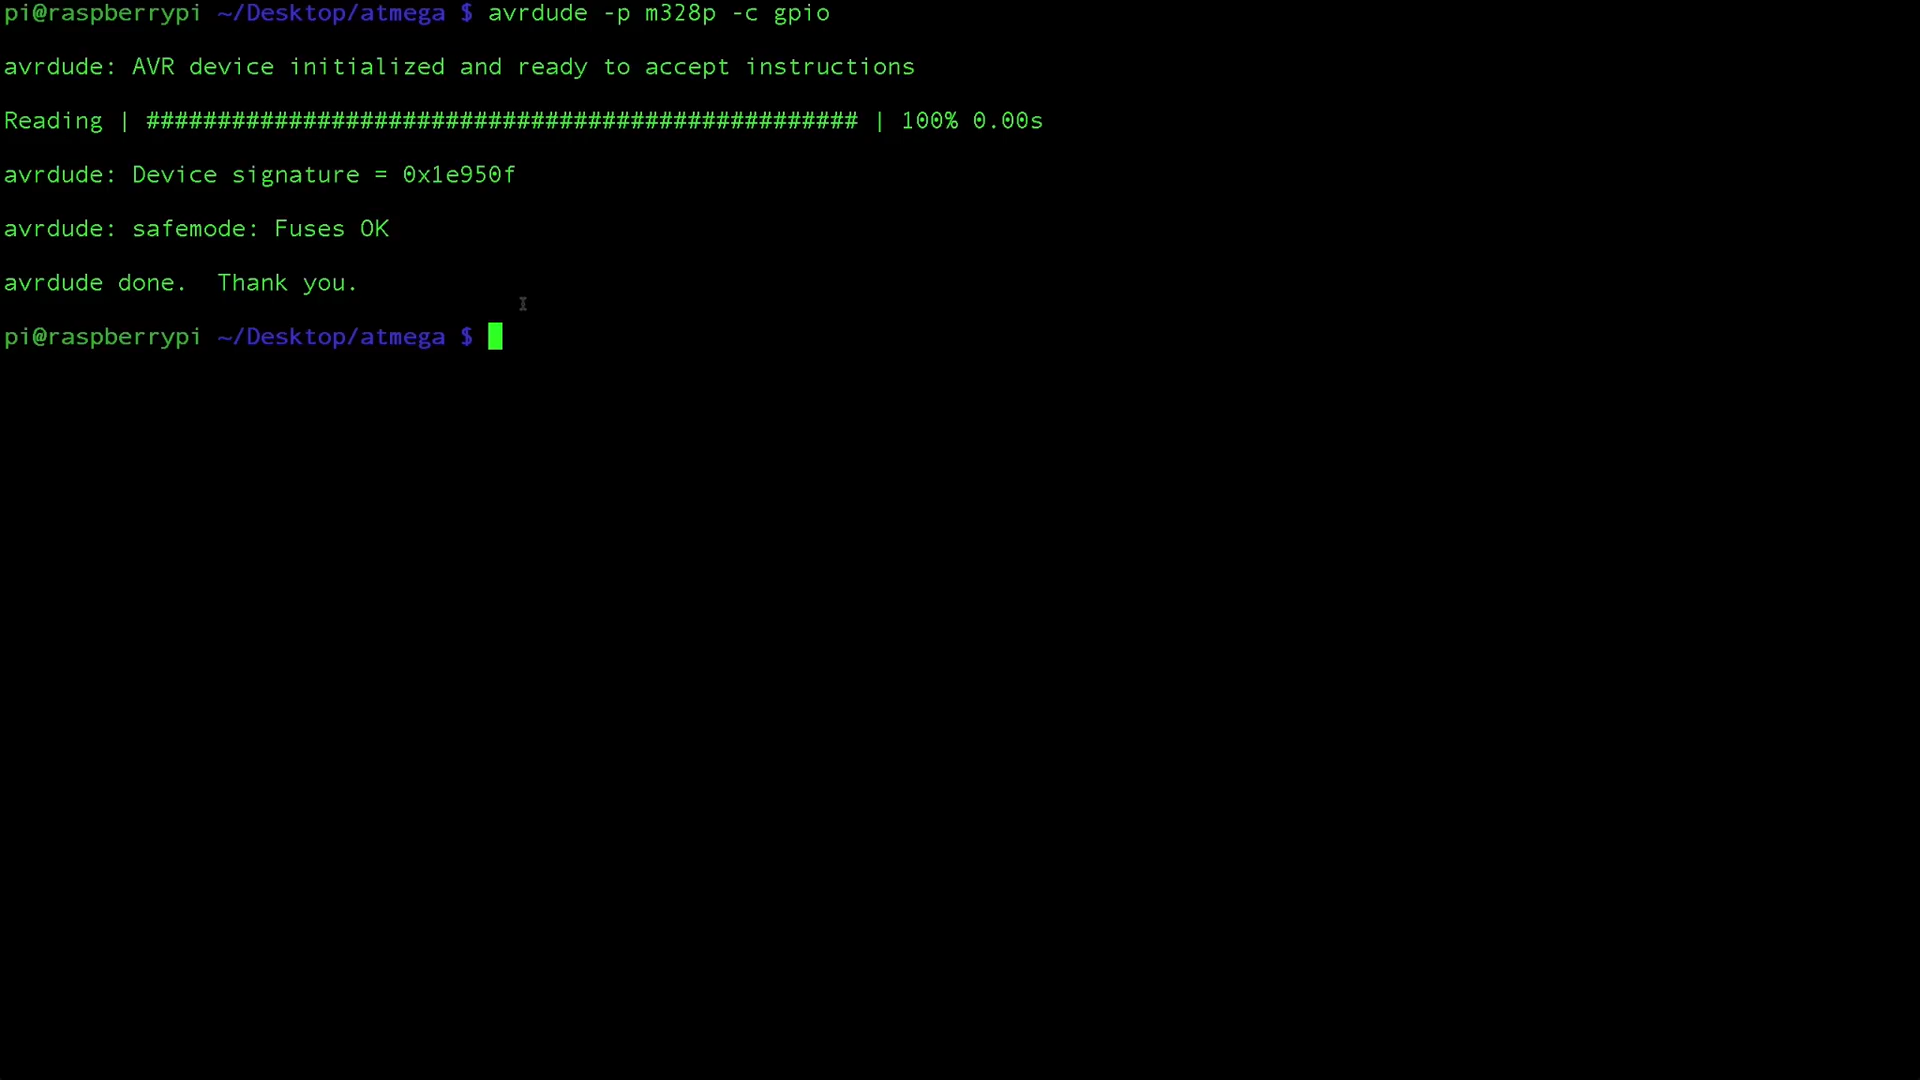 pi@raspberrypi ~/Desktop/atmega $ avrdude -p m328p -c gpio
avrdude: AVR device initialized and ready to accept instructions
Reading | ################################################## | 100% 0.00s
avrdude: Device signature = 0x1e950f
avrdude: safemode: Fuses OK
avrdude done.  Thank you.
pi@raspberrypi ~/Desktop/atmega $